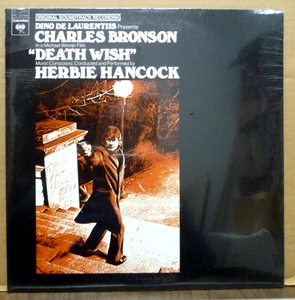 ORIGINAL SOUNDTRACK RECORDING
DINO DE LAURENTIIS Presents
CHARLES BRONSON
In a Michael Winner Film
"DEATH WISH"
Music Composed, Conducted and Performed by
HERBIE HANCOCK
Columbia